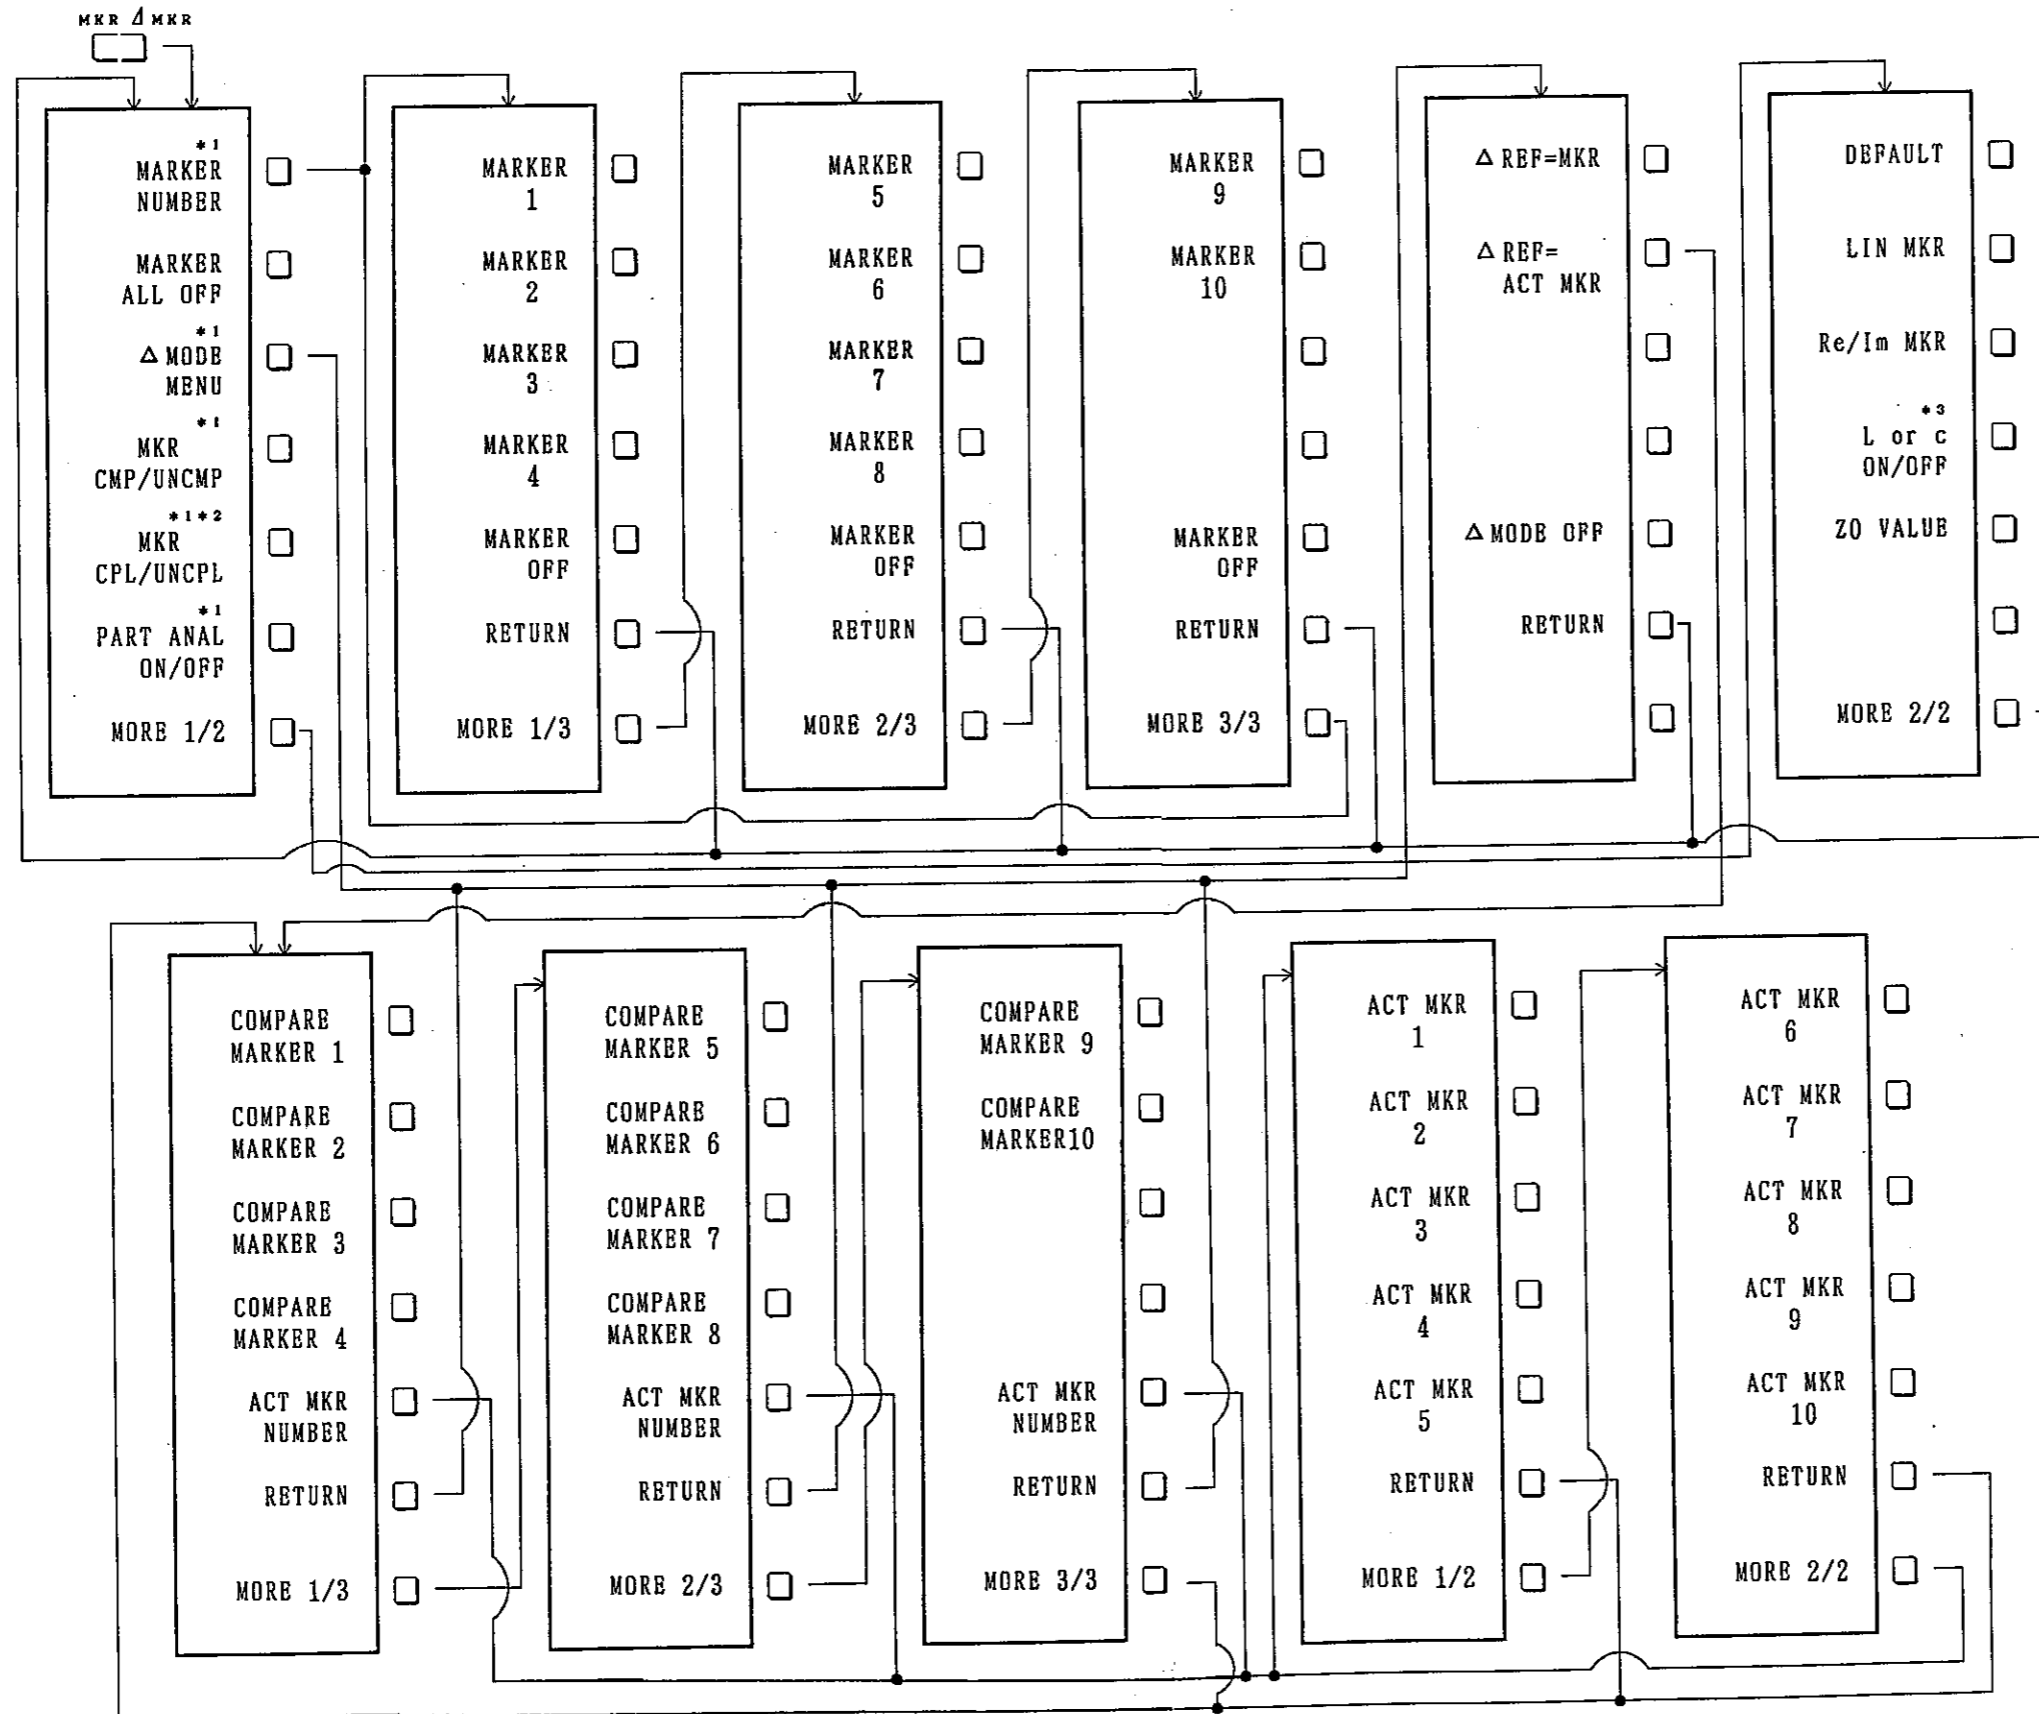 MKR Δ MKR
*1
MARKER
NUMBER
MARKER
ALL OFF
*1
Δ MODE
MENU
*1
MKR
CMP/UNCMP
*1*2
MKR
CPL/UNCPL
*1
PART ANAL
ON/OFF
MORE 1/2
MARKER
1
MARKER
2
MARKER
3
MARKER
4
MARKER
OFF
RETURN
MORE 1/3
MARKER
5
MARKER
6
MARKER
7
MARKER
8
MARKER
OFF
RETURN
MORE 2/3
MARKER
9
MARKER
10
MARKER
OFF
RETURN
MORE 3/3
Δ REF=MKR
Δ REF=
ACT MKR
Δ MODE OFF
RETURN
DEFAULT
LIN MKR
Re/Im MKR
*3
L or c
ON/OFF
ZO VALUE
MORE 2/2
COMPARE
MARKER 1
COMPARE
MARKER 2
COMPARE
MARKER 3
COMPARE
MARKER 4
ACT MKR
NUMBER
RETURN
MORE 1/3
COMPARE
MARKER 5
COMPARE
MARKER 6
COMPARE
MARKER 7
COMPARE
MARKER 8
ACT MKR
NUMBER
RETURN
MORE 2/3
COMPARE
MARKER 9
COMPARE
MARKER10
ACT MKR
NUMBER
RETURN
MORE 3/3
ACT MKR
1
ACT MKR
2
ACT MKR
3
ACT MKR
4
ACT MKR
5
RETURN
MORE 1/2
ACT MKR
6
ACT MKR
7
ACT MKR
8
ACT MKR
9
ACT MKR
10
RETURN
MORE 2/2